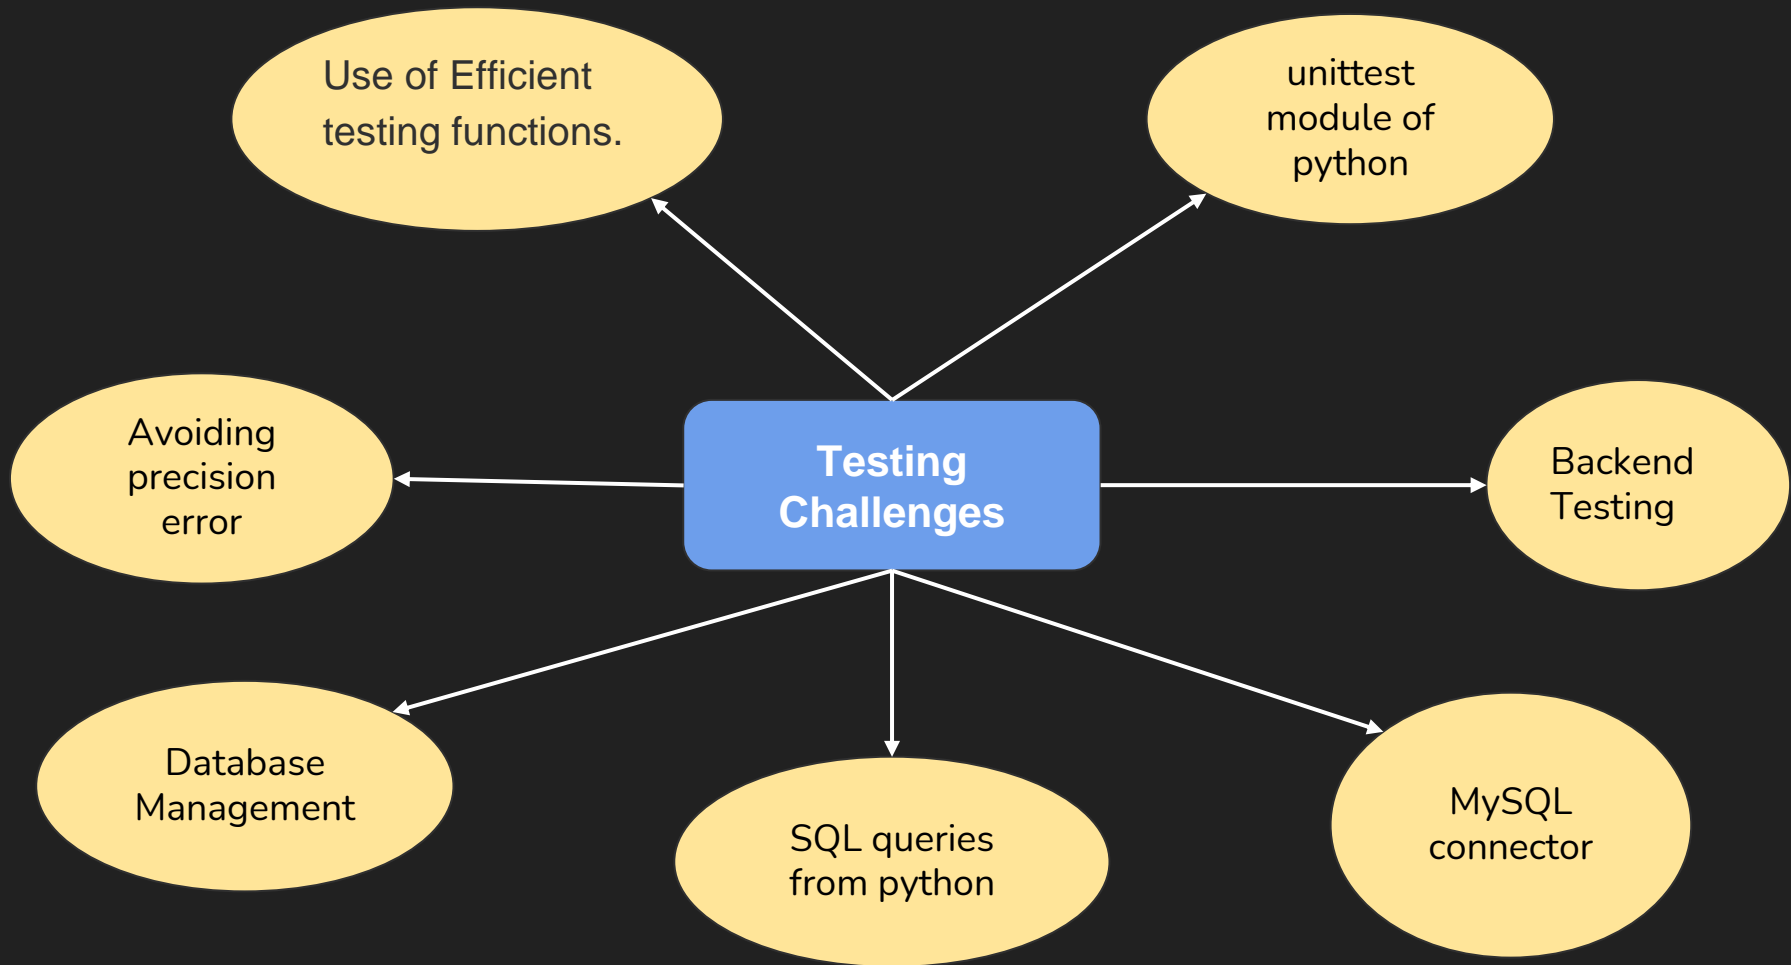 Use of Efficient
testing functions.
unittest
module of
python
Avoiding
precision
error
Testing
Challenges
Backend
Testing
Database
Management
SQL queries
from python
MySQL
connector